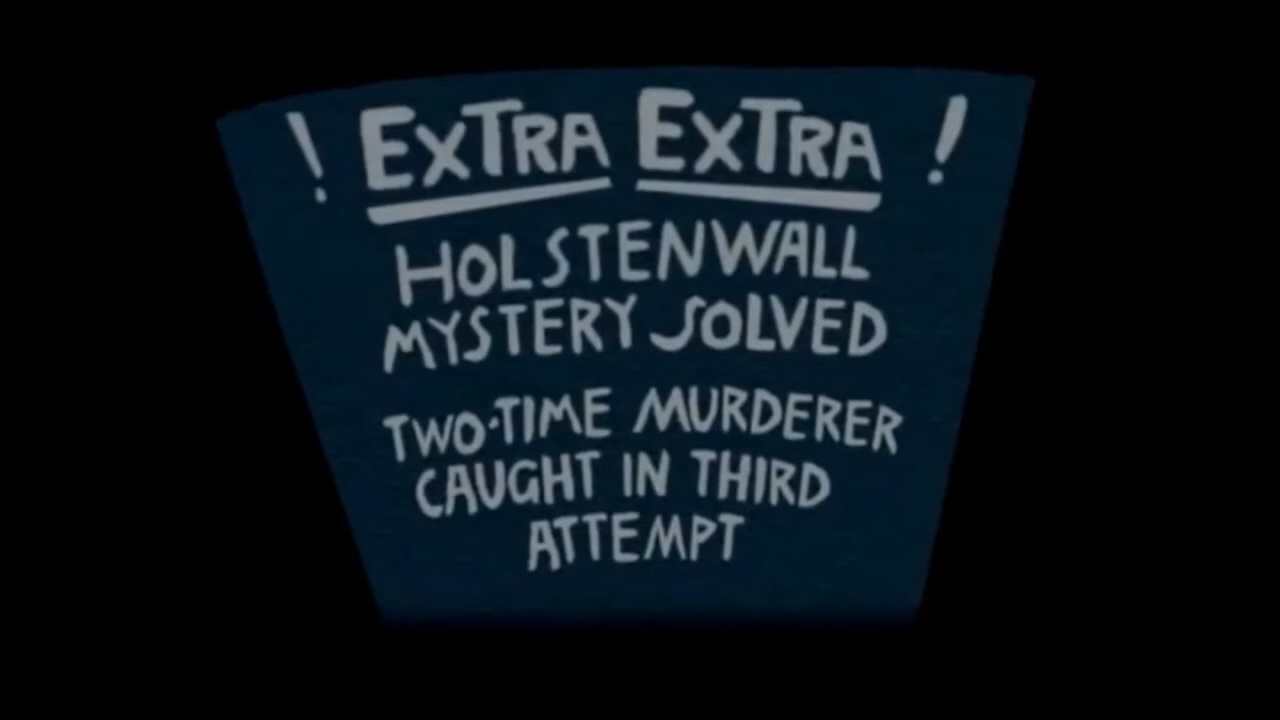 ! EXTRA EXTRA !
HOLSTENWALL
MYSTERY SOLVED
TWO-TIME MURDERER
CAUGHT IN THIRD
ATTEMPT